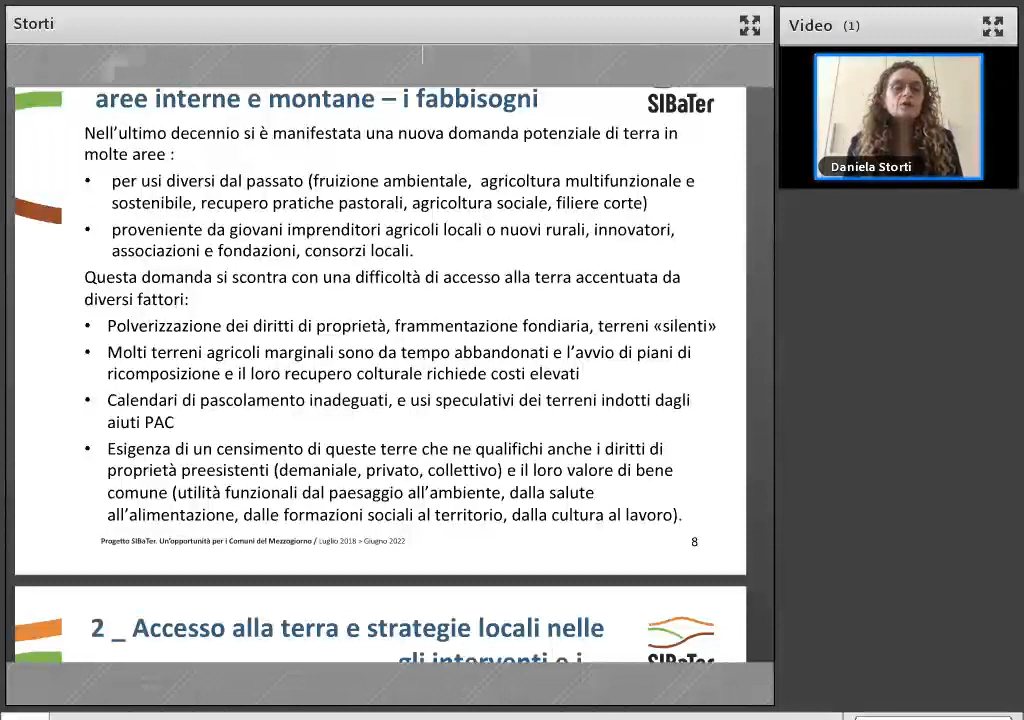 Storti
Video (1)
Daniela Storti
aree interne e montane – i fabbisogni
SIBaTer
Nell'ultimo decennio si è manifestata una nuova domanda potenziale di terra in
molte aree :
• per usi diversi dal passato (fruizione ambientale, agricoltura multifunzionale e
sostenibile, recupero pratiche pastorali, agricoltura sociale, filiere corte)
• proveniente da giovani imprenditori agricoli locali o nuovi rurali, innovatori,
associazioni e fondazioni, consorzi locali.
Questa domanda si scontra con una difficoltà di accesso alla terra accentuata da
diversi fattori:
• Polverizzazione dei diritti di proprietà, frammentazione fondiaria, terreni «silenti»
• Molti terreni agricoli marginali sono da tempo abbandonati e l'avvio di piani di
ricomposizione e il loro recupero colturale richiede costi elevati
• Calendari di pascolamento inadeguati, e usi speculativi dei terreni indotti dagli
aiuti PAC
• Esigenza di un censimento di queste terre che ne qualifichi anche i diritti di
proprietà preesistenti (demaniale, privato, collettivo) e il loro valore di bene
comune (utilità funzionali dal paesaggio all'ambiente, dalla salute
all'alimentazione, dalle formazioni sociali al territorio, dalla cultura al lavoro).
Progetto SIBaTer. Un'opportunità per i Comuni del Mezzogiorno / Luglio 2018 > Giugno 2022
8
2 _ Accesso alla terra e strategie locali nelle
gli interventi e i
SIBaTer